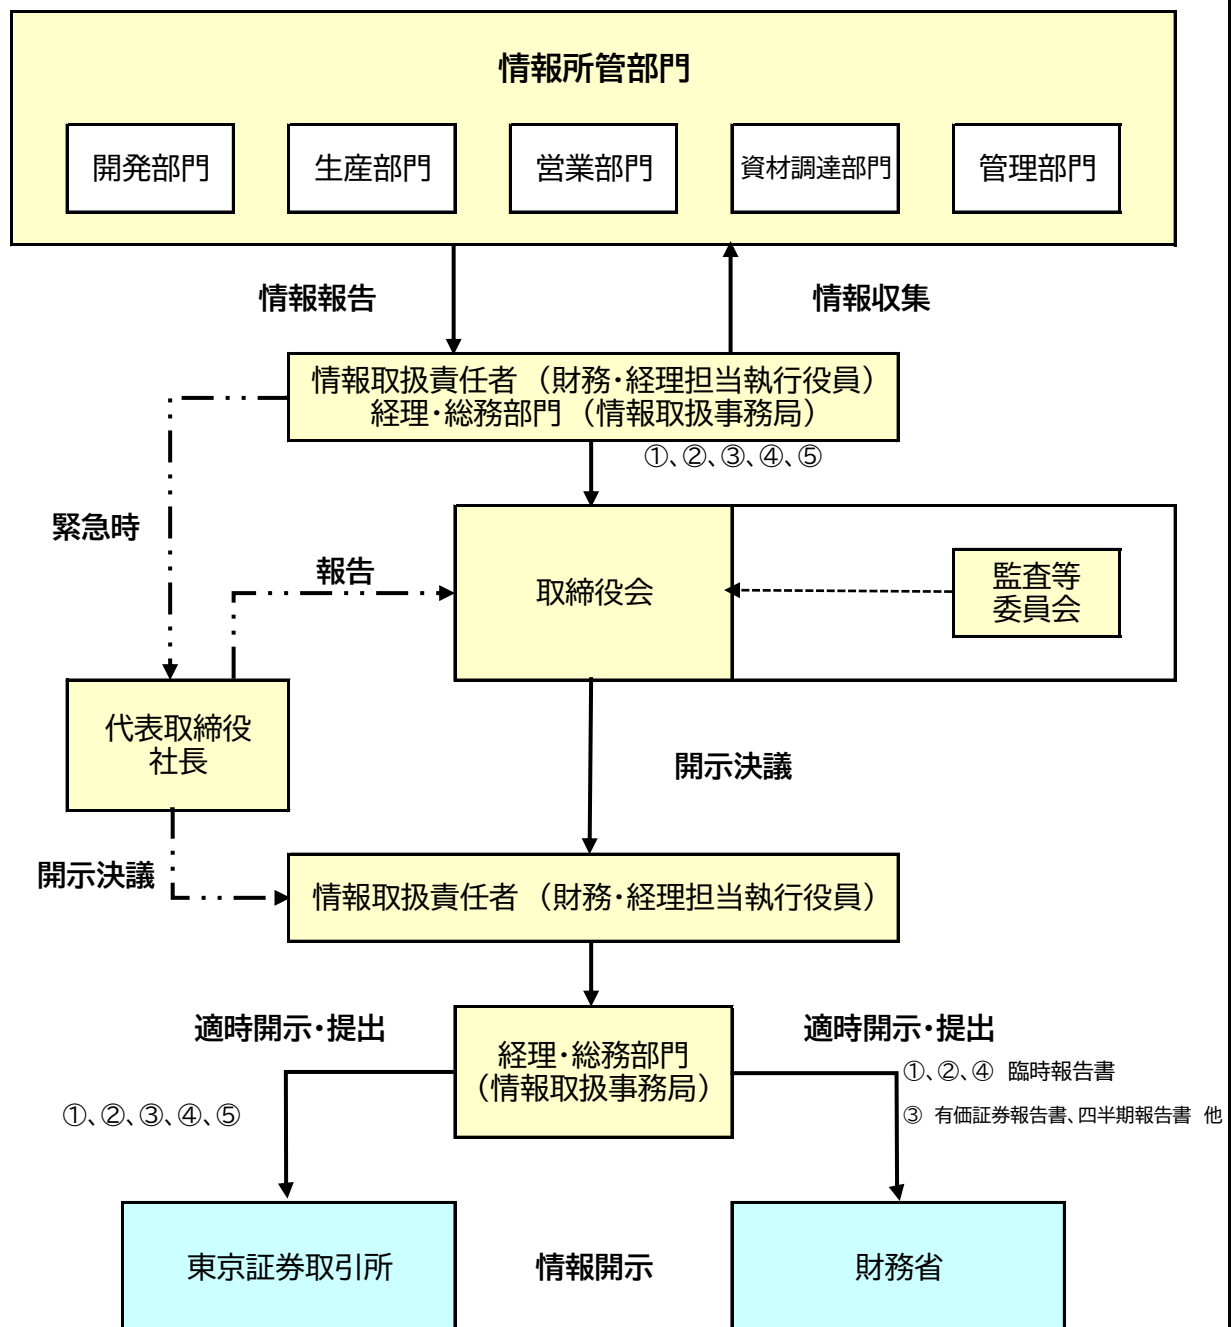 情報所管部門
開発部門
生産部門
営業部門
資材調達部門
管理部門
情報報告
情報収集
情報取扱責任者（財務・経理担当執行役員）
経理・総務部門（情報取扱事務局）
①、②、③、④、⑤
緊急時
報告
取締役会
監査等
委員会
代表取締役
社長
開示決議
開示決議
情報取扱責任者（財務・経理担当執行役員）
適時開示・提出
適時開示・提出
経理・総務部門
（情報取扱事務局）
①、②、④　臨時報告書
①、②、③、④、⑤
③　有価証券報告書、四半期報告書　他
東京証券取引所
情報開示
財務省